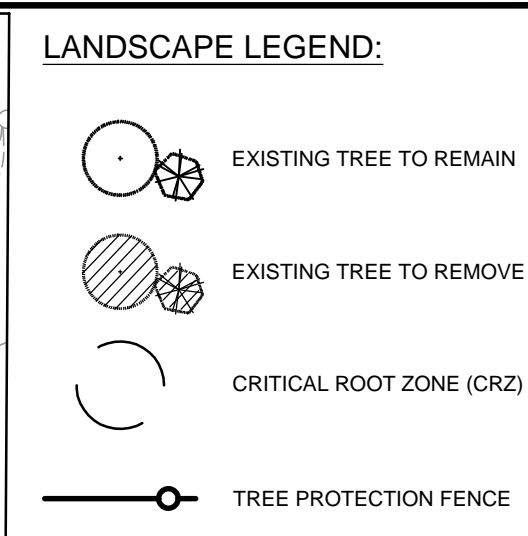 LANDSCAPE LEGEND:
EXISTING TREE TO REMAIN
EXISTING TREE TO REMOVE
CRITICAL ROOT ZONE (CRZ)
TREE PROTECTION FENCE